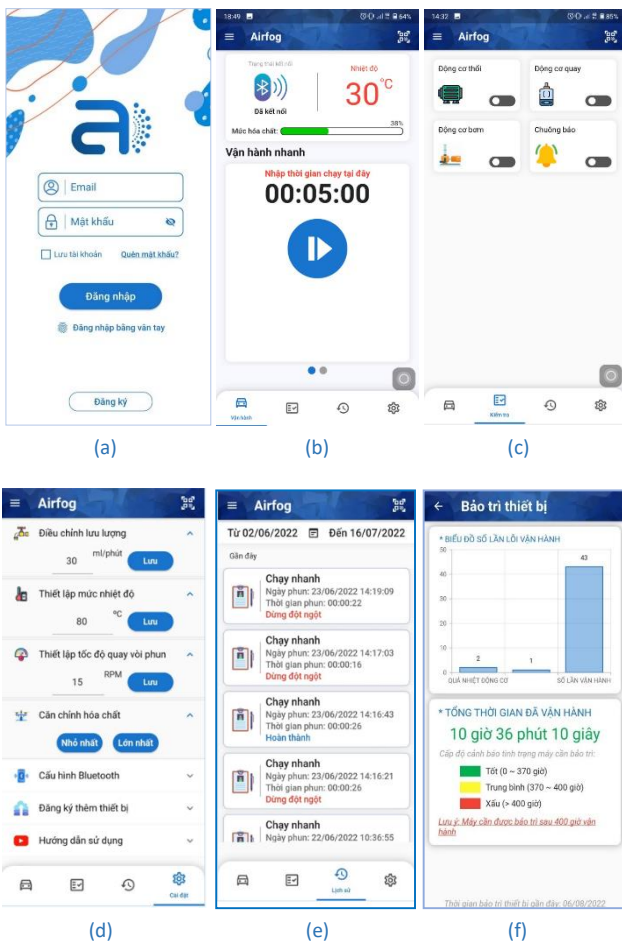 Email
Mật khẩu
Lưu tài khoản Quên mật khẩu?
Đăng nhập
Đăng nhập bằng vân tay
Đăng ký
(a)
18:49 64%
Airfog
Trạng thái kết nối
Nhiệt độ
30°C
Đã kết nối
38%
Mức hóa chất:
Vận hành nhanh
Nhập thời gian chạy tại đây
00:05:00
Vận hành
(b)
14:32 85%
Airfog
Động cơ thổi Động cơ quay
Động cơ bơm Chuông báo
Kiểm tra
(c)
Airfog
Điều chỉnh lưu lượng
30 ml/phút Lưu
Thiết lập mức nhiệt độ
80 °C Lưu
Thiết lập tốc độ quay vòi phun
15 RPM Lưu
Căn chỉnh hóa chất
Nhỏ nhất Lớn nhất
Cấu hình Bluetooth
Đăng ký thêm thiết bị
Hướng dẫn sử dụng
Cài đặt
(d)
Airfog
Từ 02/06/2022 Đến 16/07/2022
Gần đây
Chạy nhanh
Ngày phun: 23/06/2022 14:19:09
Thời gian phun: 00:00:22
Dừng đột ngột
Chạy nhanh
Ngày phun: 23/06/2022 14:17:03
Thời gian phun: 00:00:16
Dừng đột ngột
Chạy nhanh
Ngày phun: 23/06/2022 14:16:43
Thời gian phun: 00:00:26
Hoàn thành
Chạy nhanh
Ngày phun: 23/06/2022 14:16:21
Thời gian phun: 00:00:26
Dừng đột ngột
Chạy nhanh
Ngày phun: 22/06/2022 10:36:55
Lịch sử
(e)
Bảo trì thiết bị
* BIỂU ĐỒ SỐ LẦN LỖI VẬN HÀNH
50
40
30
20
10
0
2
1
43
QUÁ NHIỆT ĐỘNG CƠ SỐ LẦN VẬN HÀNH
* TỔNG THỜI GIAN ĐÃ VẬN HÀNH
10 giờ 36 phút 10 giây
Cấp độ cảnh báo tình trạng máy cần bảo trì:
Tốt (0 ~ 370 giờ)
Trung bình (370 ~ 400 giờ)
Xấu (> 400 giờ)
Lưu ý: Máy cần được bảo trì sau 400 giờ vận
hành
Thời gian bảo trì thiết bị gần đây: 06/08/2022
(f)